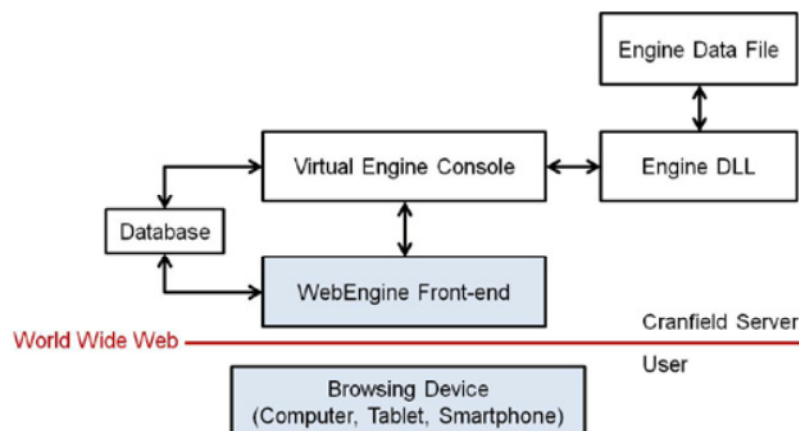 Engine Data File
Virtual Engine Console
Engine DLL
Database
WebEngine Front-end
World Wide Web
Cranfield Server
User
Browsing Device
(Computer, Tablet, Smartphone)